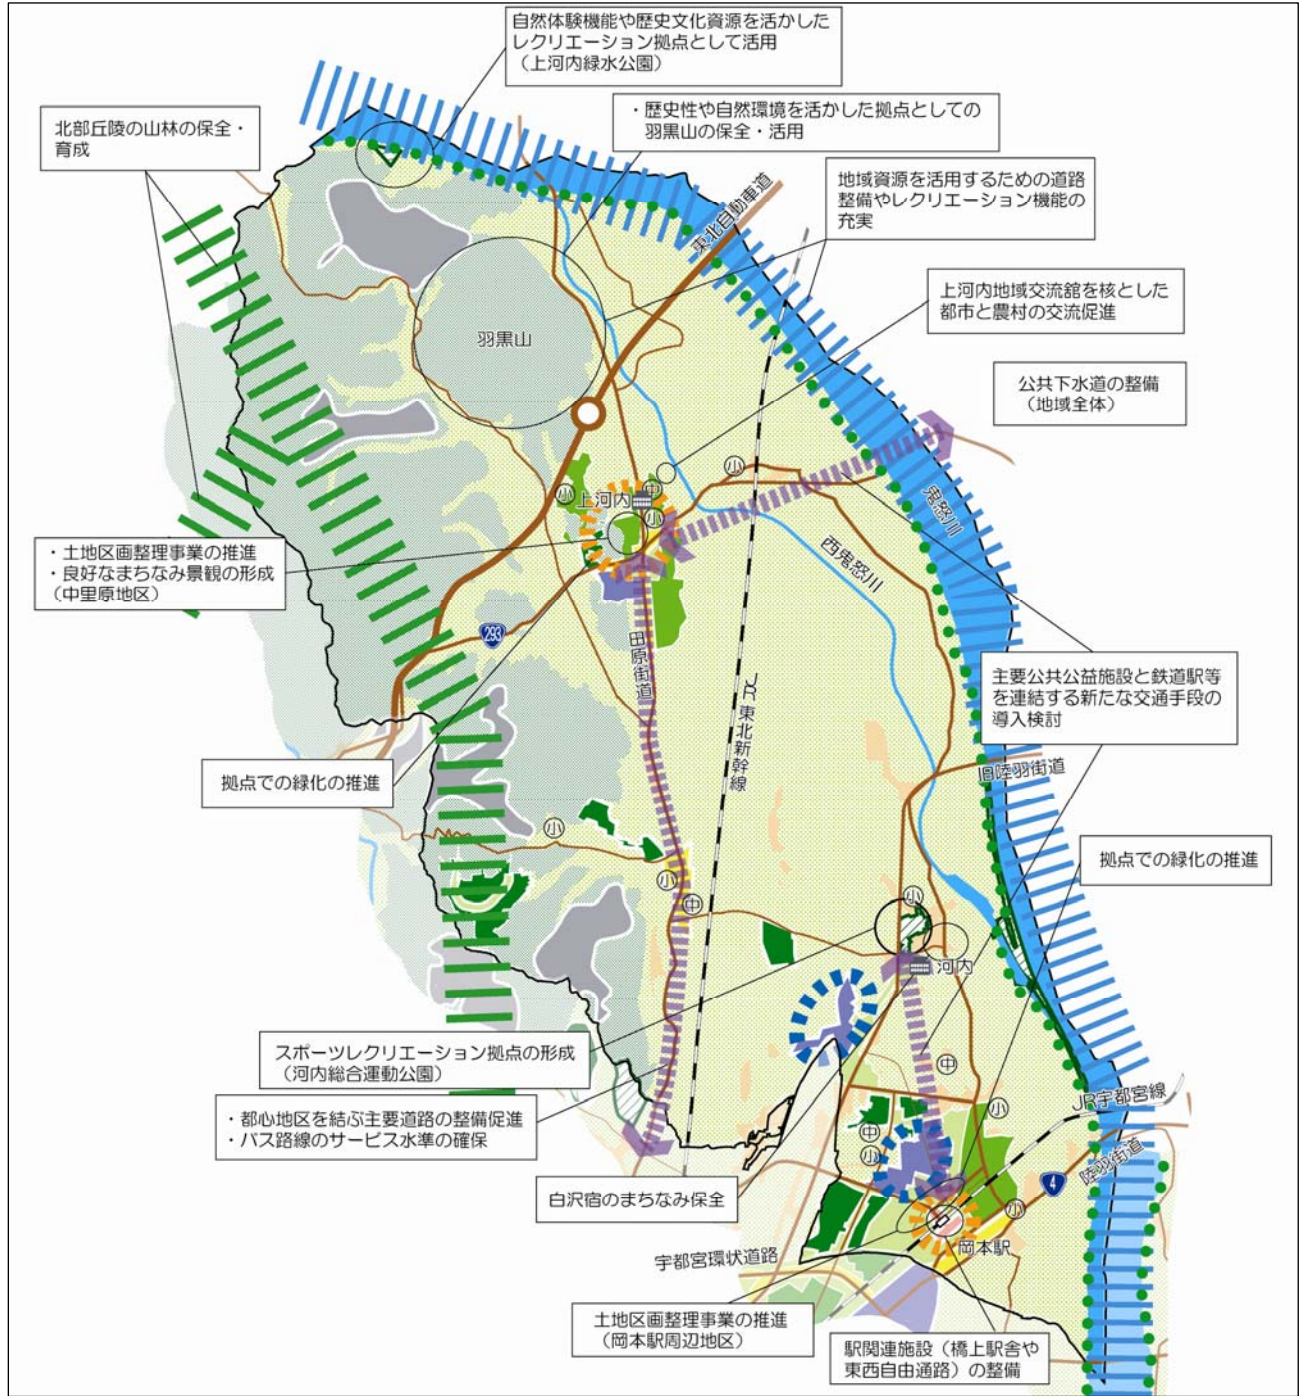 自然体験機能や歴史文化資源を活かした
レクリエーション拠点として活用
（上河内緑水公園）
・歴史性や自然環境を活かした拠点としての
羽黒山の保全・活用
北部丘陵の山林の保全・
育成
地域資源を活用するための道路
整備やレクリエーション機能の
充実
東北自動車道
上河内地域交流館を核とした
都市と農村の交流促進
羽黒山
公共下水道の整備
（地域全体）
小
小
中
上河内
小
鬼怒川
西鬼怒川
・土地区画整理事業の推進
・良好なまちなみ景観の形成
（中里原地区）
293
田原街道
JR東北新幹線
主要公共公益施設と鉄道駅等
を連結する新たな交通手段の
導入検討
旧陸羽街道
拠点での緑化の推進
小
拠点での緑化の推進
小
中
小
河内
スポーツレクリエーション拠点の形成
（河内総合運動公園）
中
・都心地区を結ぶ主要道路の整備促進
・バス路線のサービス水準の確保
JR宇都宮線
小
中
小
陸羽街道
4
白沢宿のまちなみ保全
小
岡本駅
宇都宮環状道路
土地区画整理事業の推進
（岡本駅周辺地区）
駅関連施設（橋上駅舎や
東西自由通路）の整備